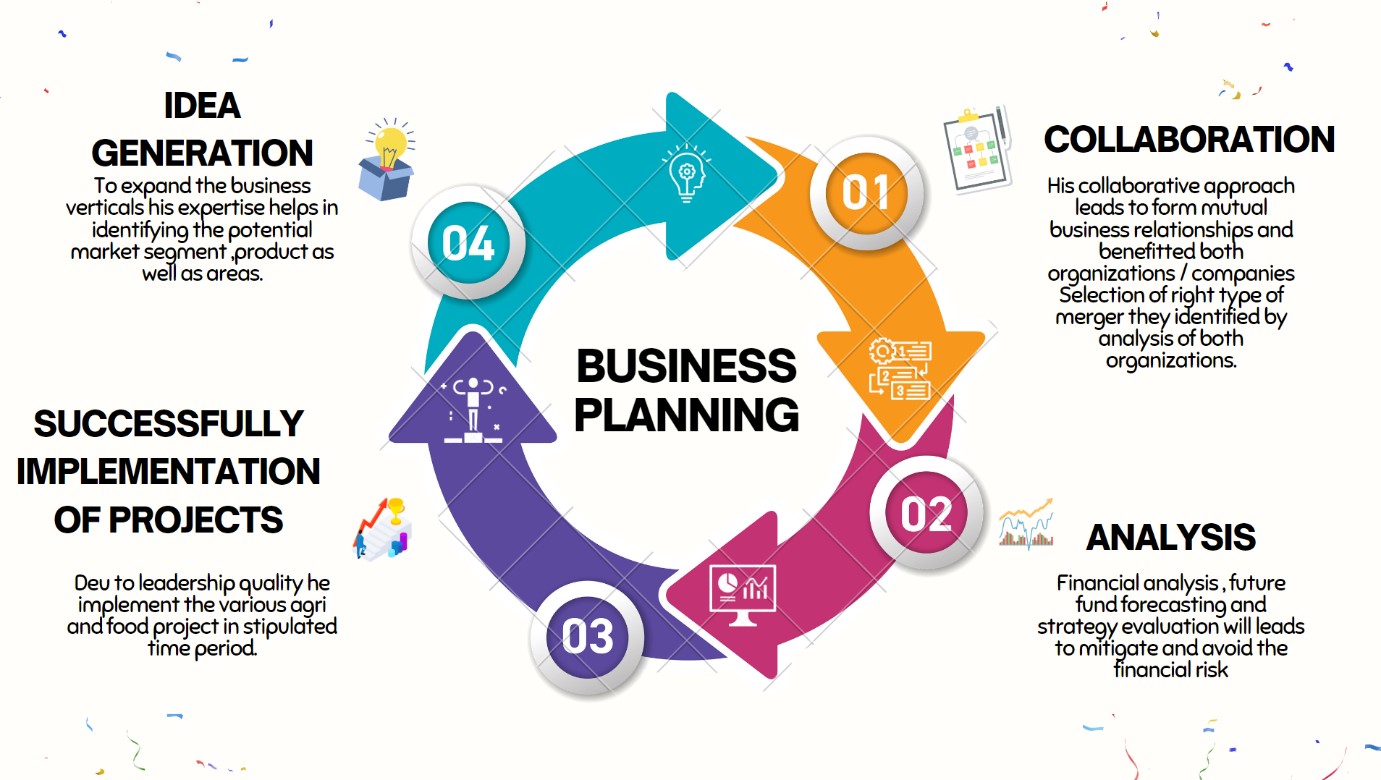 IDEA
GENERATION
To expand the business
verticals his expertise helps in
identifying the potential
market segment ,product as
well as areas.
COLLABORATION
His collaborative approach
leads to form mutual
business relationships and
benefitted both
organizations / companies
Selection of right type of
merger they identified by
analysis of both
organizations.
01
04
1
2
3
BUSINESS
PLANNING
SUCCESSFULLY
IMPLEMENTATION
OF PROJECTS
Deu to leadership quality he
implement the various agri
and food project in stipulated
time period.
02
03
ANALYSIS
Financial analysis , future
fund forecasting and
strategy evaluation will leads
to mitigate and avoid the
financial risk